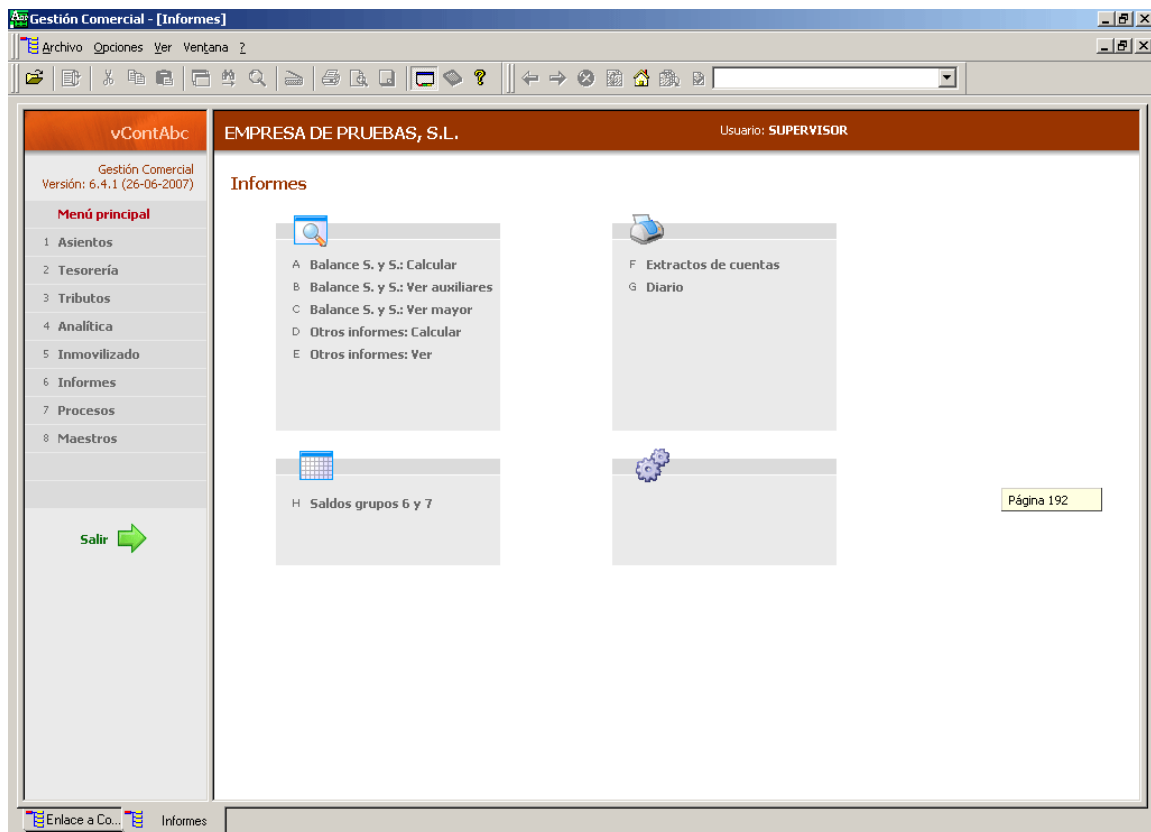 Gestión Comercial - [Informes]
Archivo Opciones Ver Ventana ?
vContAbc
EMPRESA DE PRUEBAS, S.L.
Usuario: SUPERVISOR
Gestión Comercial
Versión: 6.4.1 (26-06-2007)
Menú principal
1 Asientos
2 Tesorería
3 Tributos
4 Analítica
5 Inmovilizado
6 Informes
7 Procesos
8 Maestros
Salir
Informes
A Balance S. y S.: Calcular
B Balance S. y S.: Ver auxiliares
C Balance S. y S.: Ver mayor
D Otros informes: Calcular
E Otros informes: Ver
F Extractos de cuentas
G Diario
H Saldos grupos 6 y 7
Página 192
Enlace a Co...
Informes